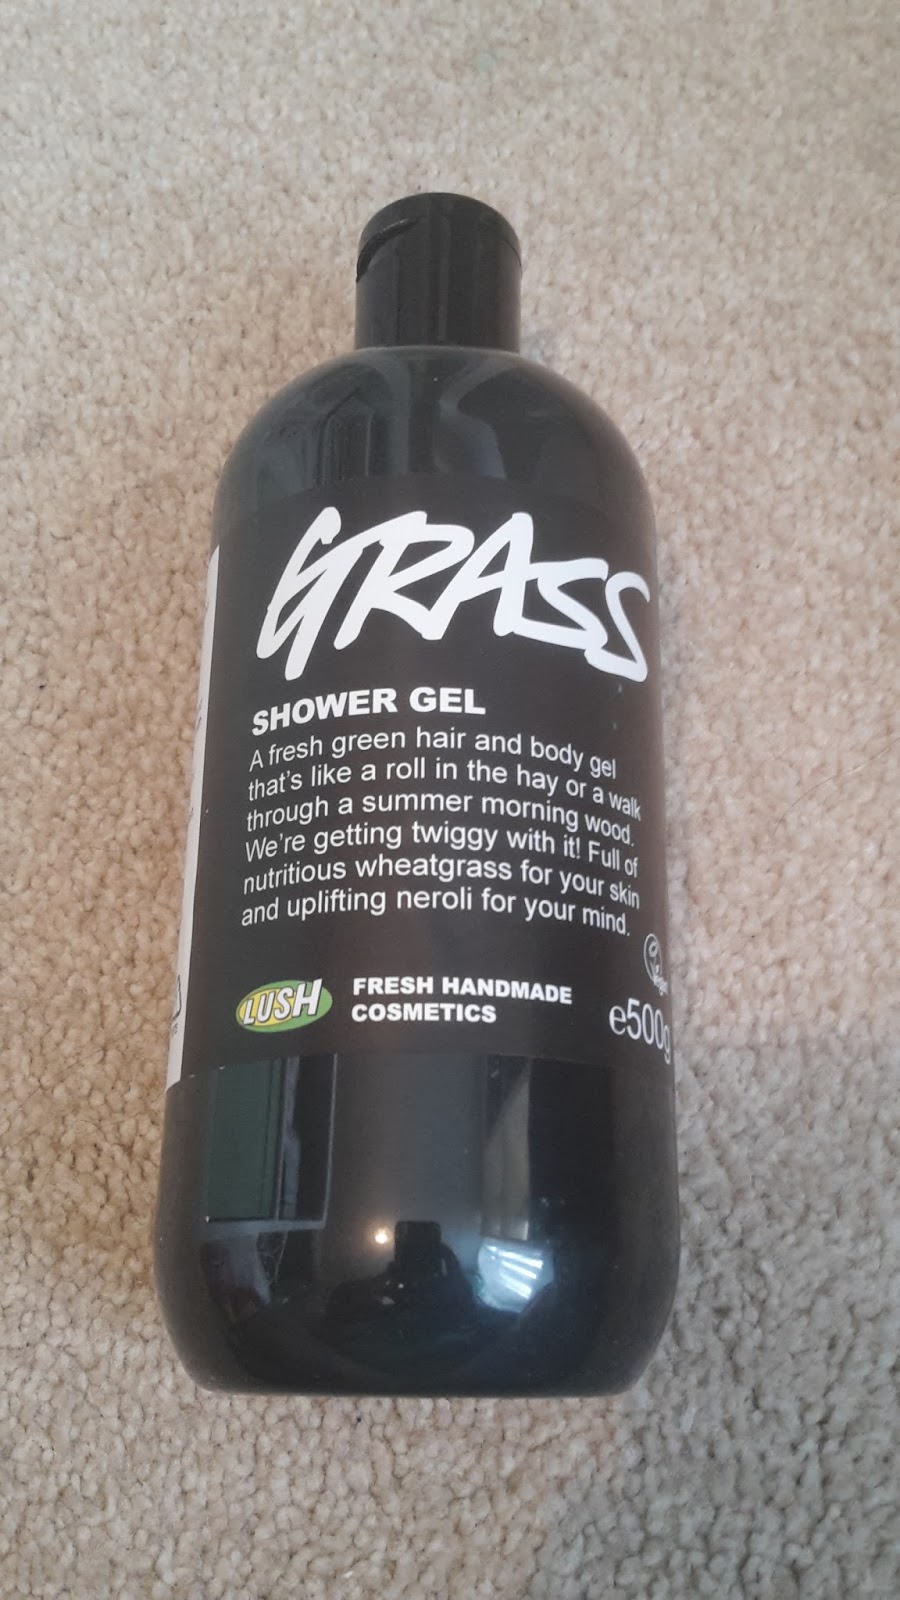 GRASS
SHOWER GEL
A fresh green hair and body gel
that's like a roll in the hay or a walk
through a summer morning wood.
We're getting twiggy with it! Full of
nutritious wheatgrass for your skin
and uplifting neroli for your mind.
LUSH
FRESH HANDMADE
COSMETICS
e500g